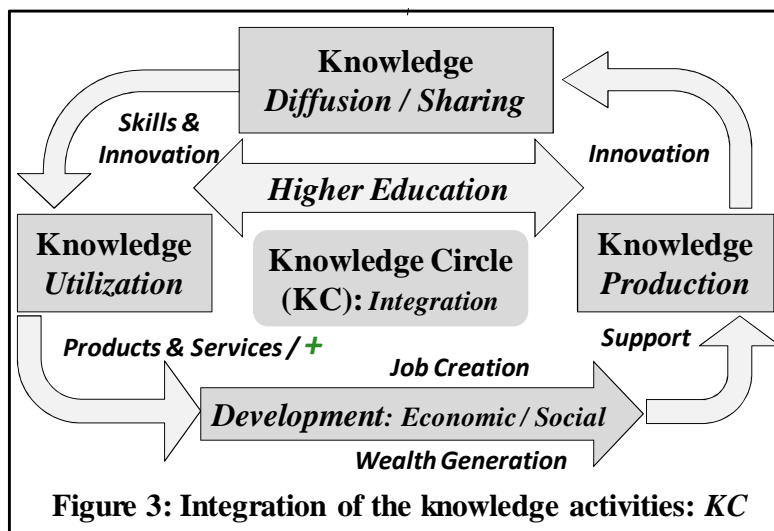 Knowledge
Diffusion / Sharing
Skills &
Innovation
Innovation
Higher Education
Knowledge
Utilization
Knowledge Circle
(KC): Integration
Knowledge
Production
Products & Services / +
Support
Job Creation
Development: Economic / Social
Wealth Generation
Figure 3: Integration of the knowledge activities: KC